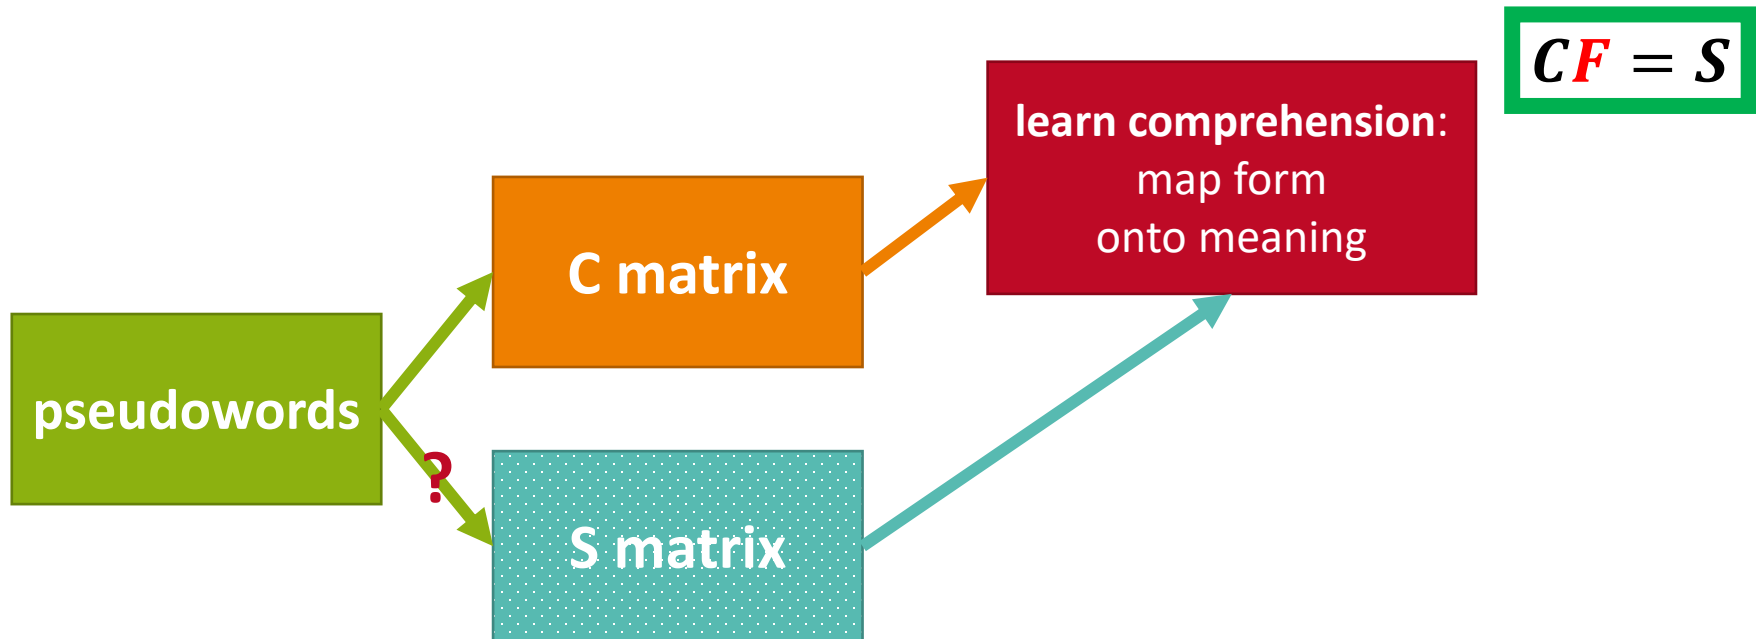 CF = S
learn comprehension:
map form
onto meaning
C matrix
pseudowords
?
S matrix